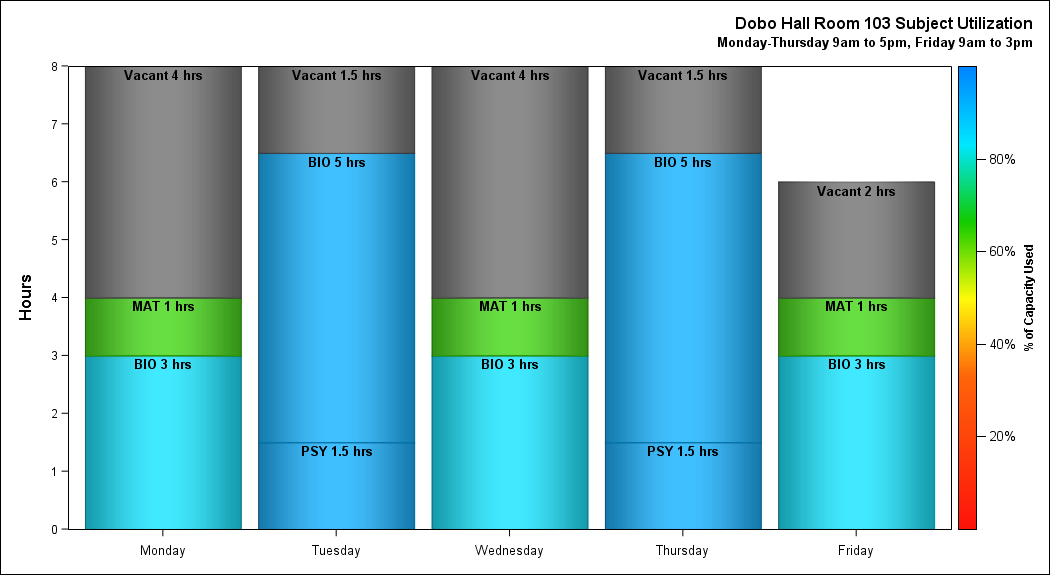 Dobo Hall Room 103 Subject Utilization
Monday-Thursday 9am to 5pm, Friday 9am to 3pm
Hours
8
7
6
5
4
3
2
1
0
Vacant 4 hrs
MAT 1 hrs
BIO 3 hrs
Vacant 1.5 hrs
BIO 5 hrs
PSY 1.5 hrs
Vacant 4 hrs
MAT 1 hrs
BIO 3 hrs
Vacant 1.5 hrs
BIO 5 hrs
PSY 1.5 hrs
Vacant 2 hrs
MAT 1 hrs
BIO 3 hrs
Monday
Tuesday
Wednesday
Thursday
Friday
80%
60%
40%
20%
% of Capacity Used